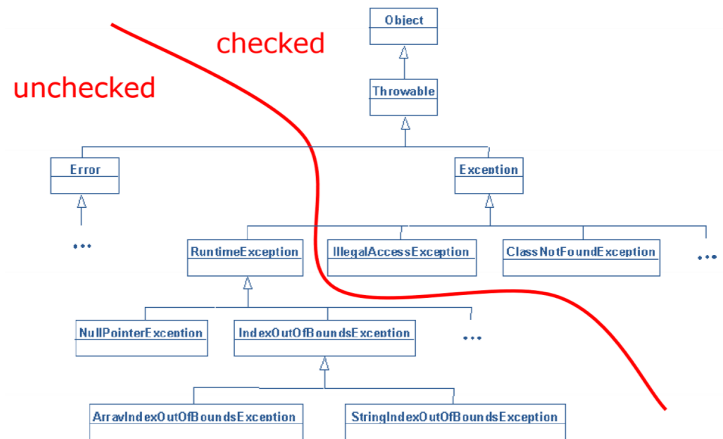 Object
checked
unchecked
Throwable
Error
Exception
...
RuntimeException
IllegalAccessException
ClassNotFoundException
...
NullPointerException
IndexOutOfBoundsException
...
ArrayIndexOutOfBoundsException
StringIndexOutOfBoundsException